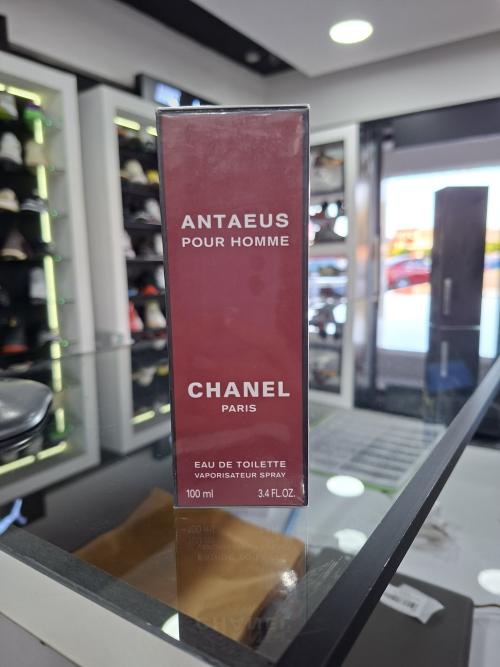 ANTAEUS
POUR HOMME
CHANEL
PARIS
EAU DE TOILETTE
VAPORISATEUR SPRAY
100 ml 3.4 FL.OZ.